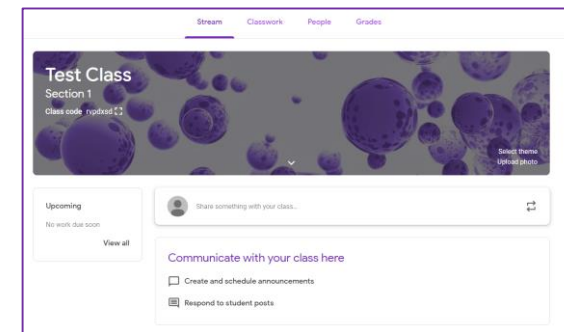 Stream Classwork People Grades
Test Class
Section 1
Class code rvpdxsd
Select theme
Upload photo
Upcoming
No work due soon
View all
Share something with your class...
Communicate with your class here
Create and schedule announcements
Respond to student posts